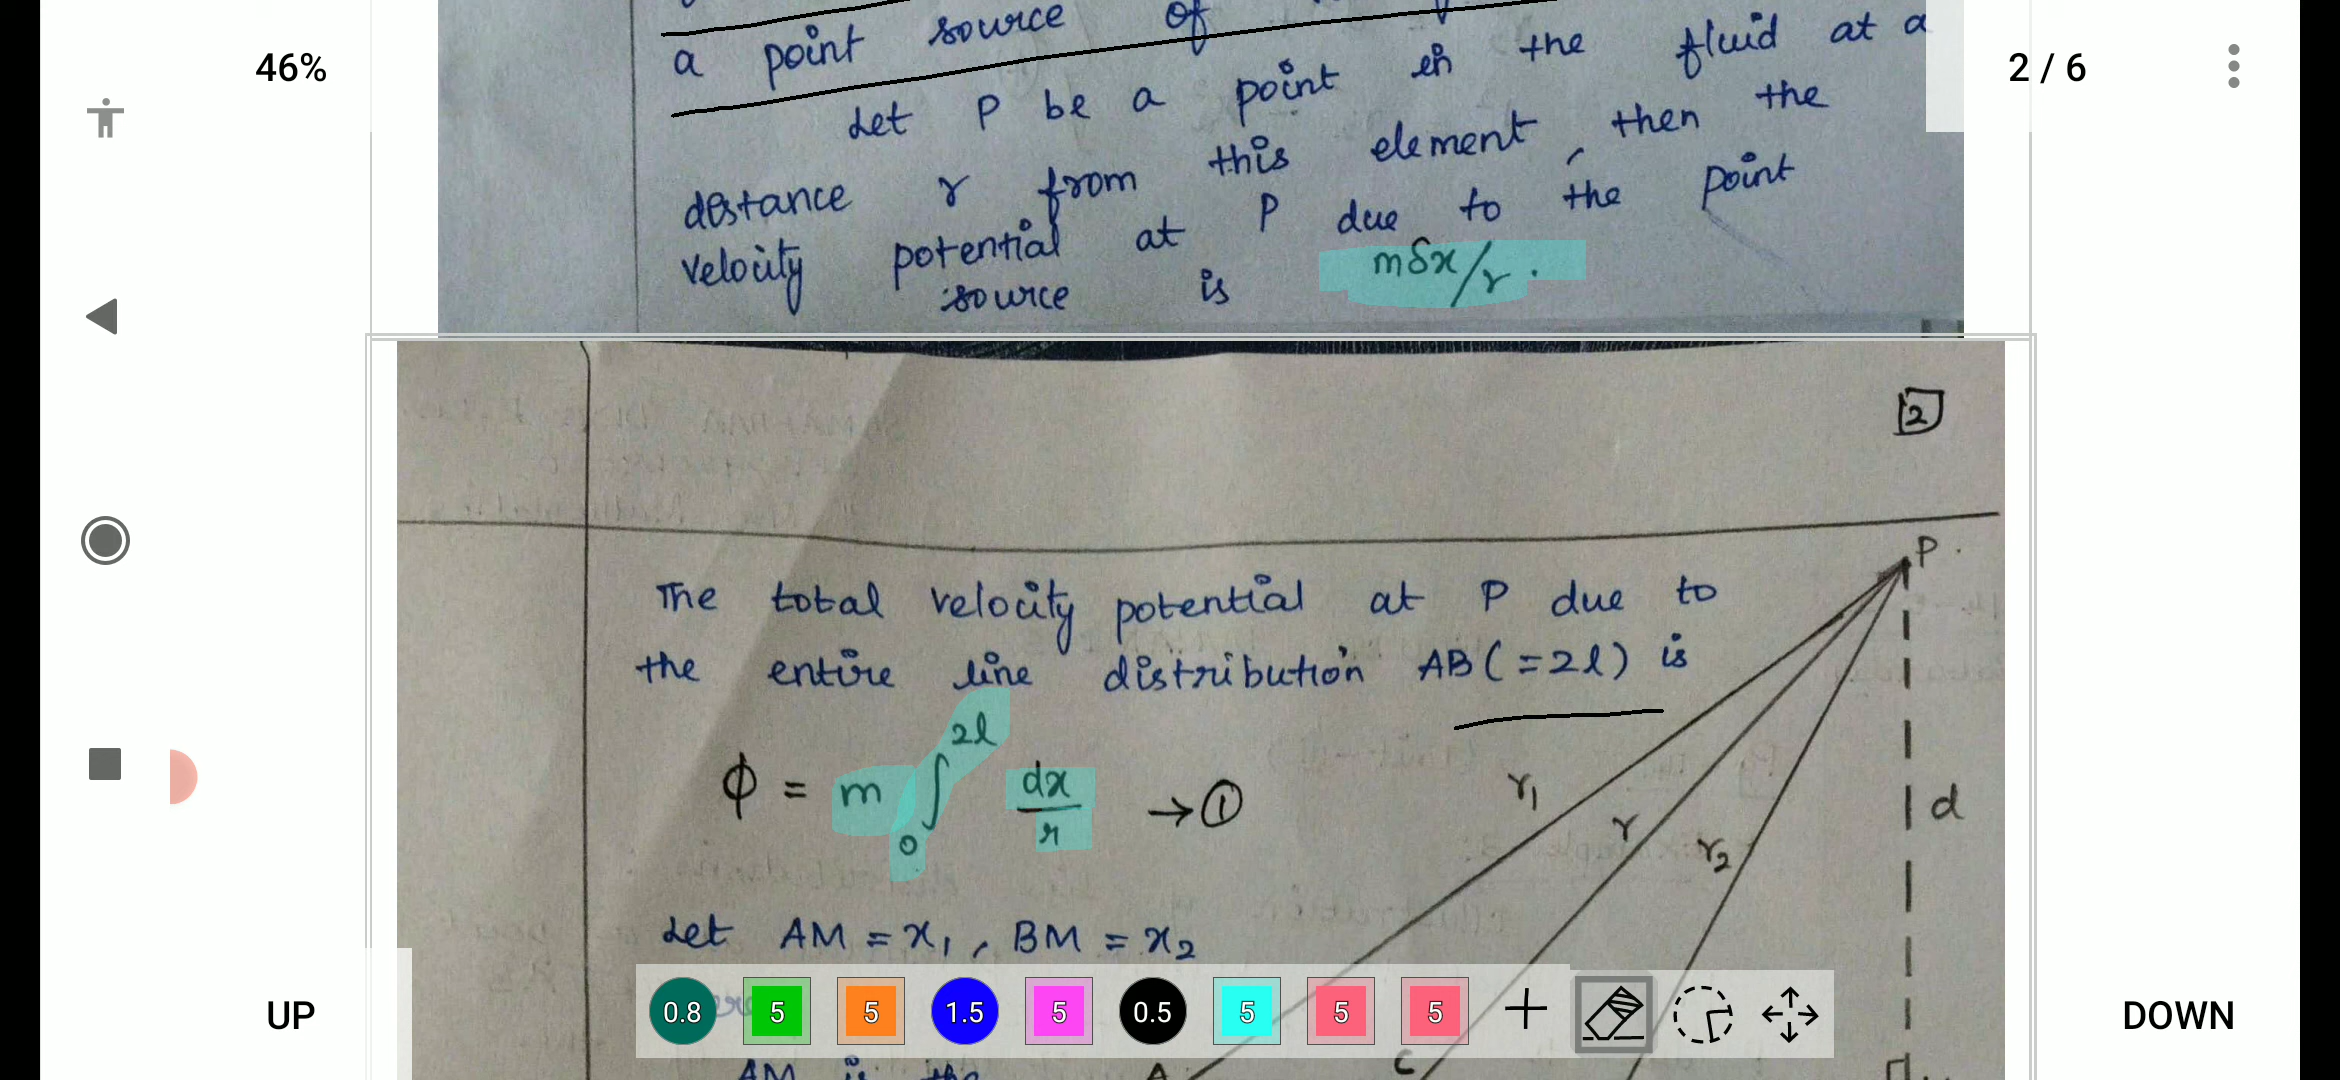 46%
2 / 6
a point source of
Let P be a point in the fluid at a
distance r from this element, then the
velocity potential at P due to the point
source is mδx/r.
2
P
The total velocity potential at P due to
the entire line distribution AB (=2l) is
2l
φ = m ∫ dx/r → ①
0
r1 r r2 d
Let AM = x1, BM = x2
UP
0.8 5 5 1.5 5 0.5 5 5 5
DOWN
AM is the
A C